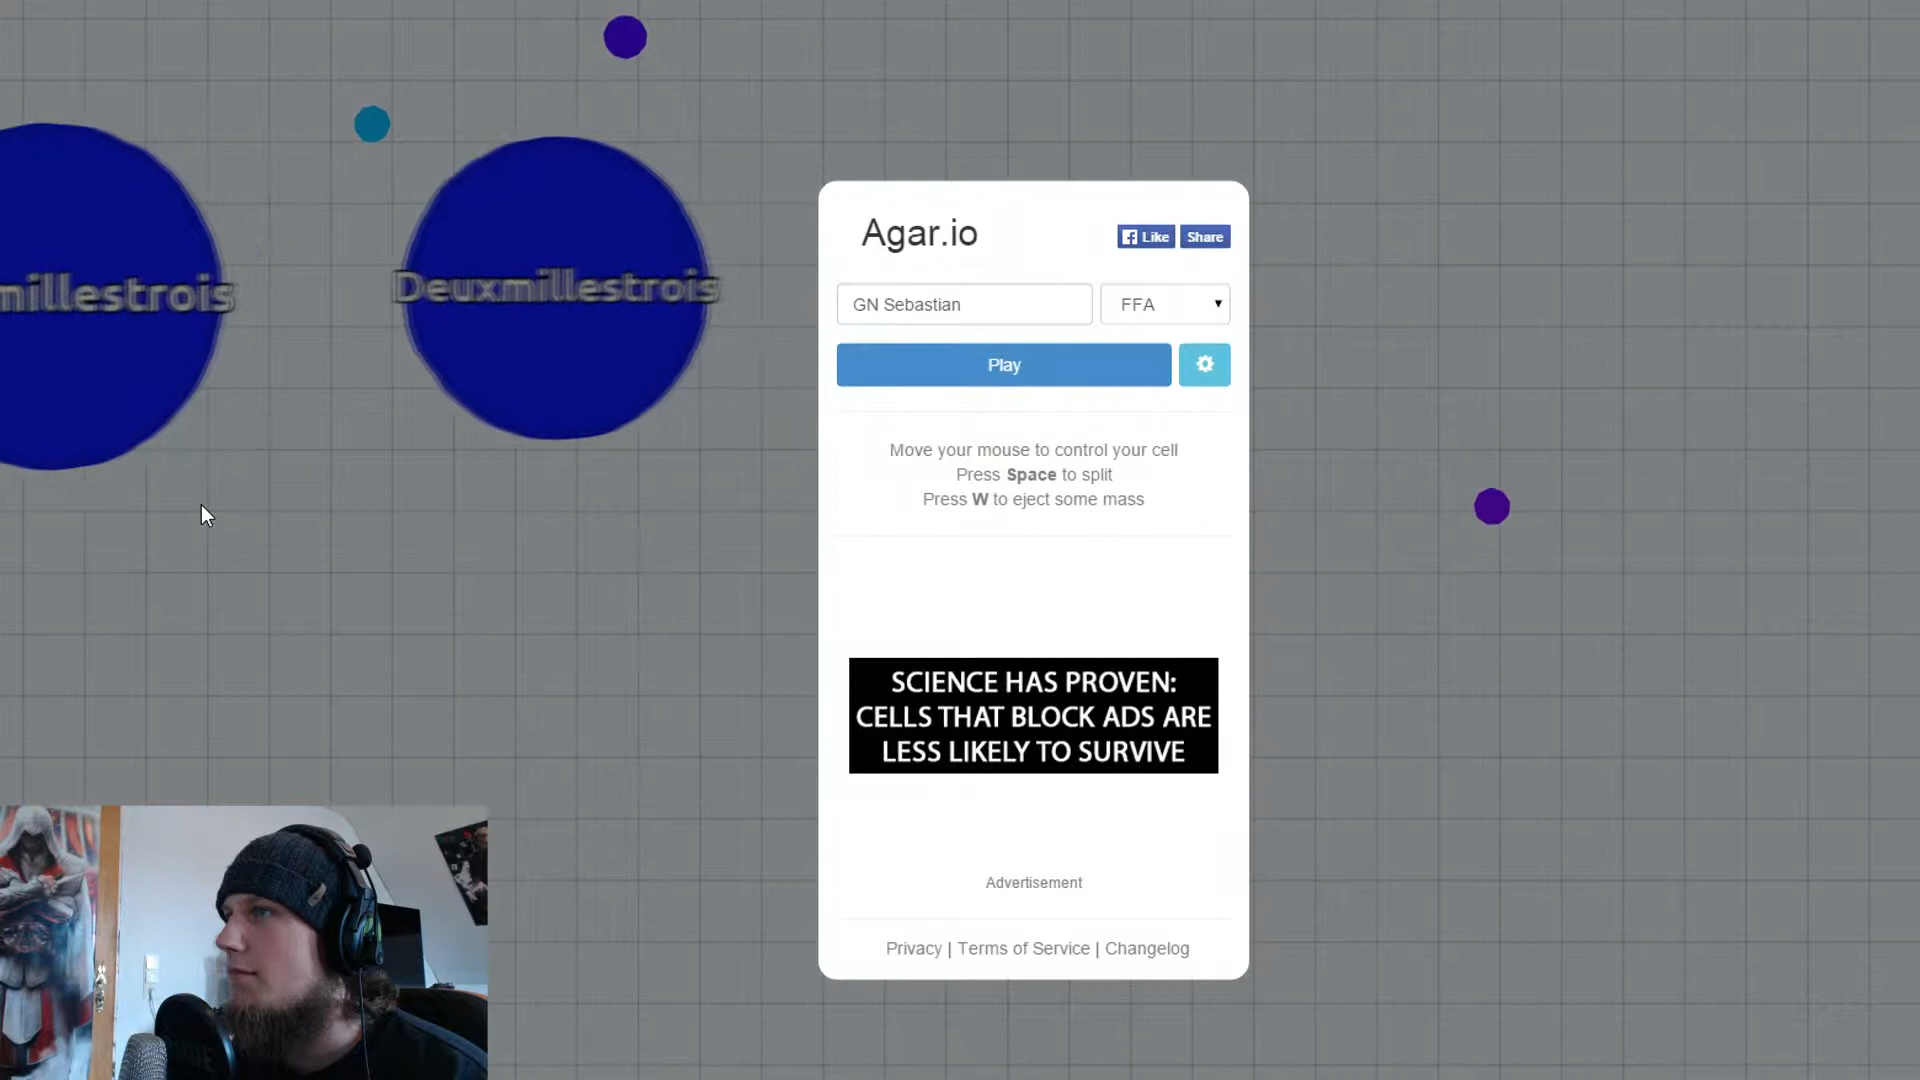 Agar.io
Like Share
GN Sebastian FFA
Play
millestrois
Deuxmillestrois
Move your mouse to control your cell
Press Space to split
Press W to eject some mass
SCIENCE HAS PROVEN:
CELLS THAT BLOCK ADS ARE
LESS LIKELY TO SURVIVE
Advertisement
Privacy | Terms of Service | Changelog